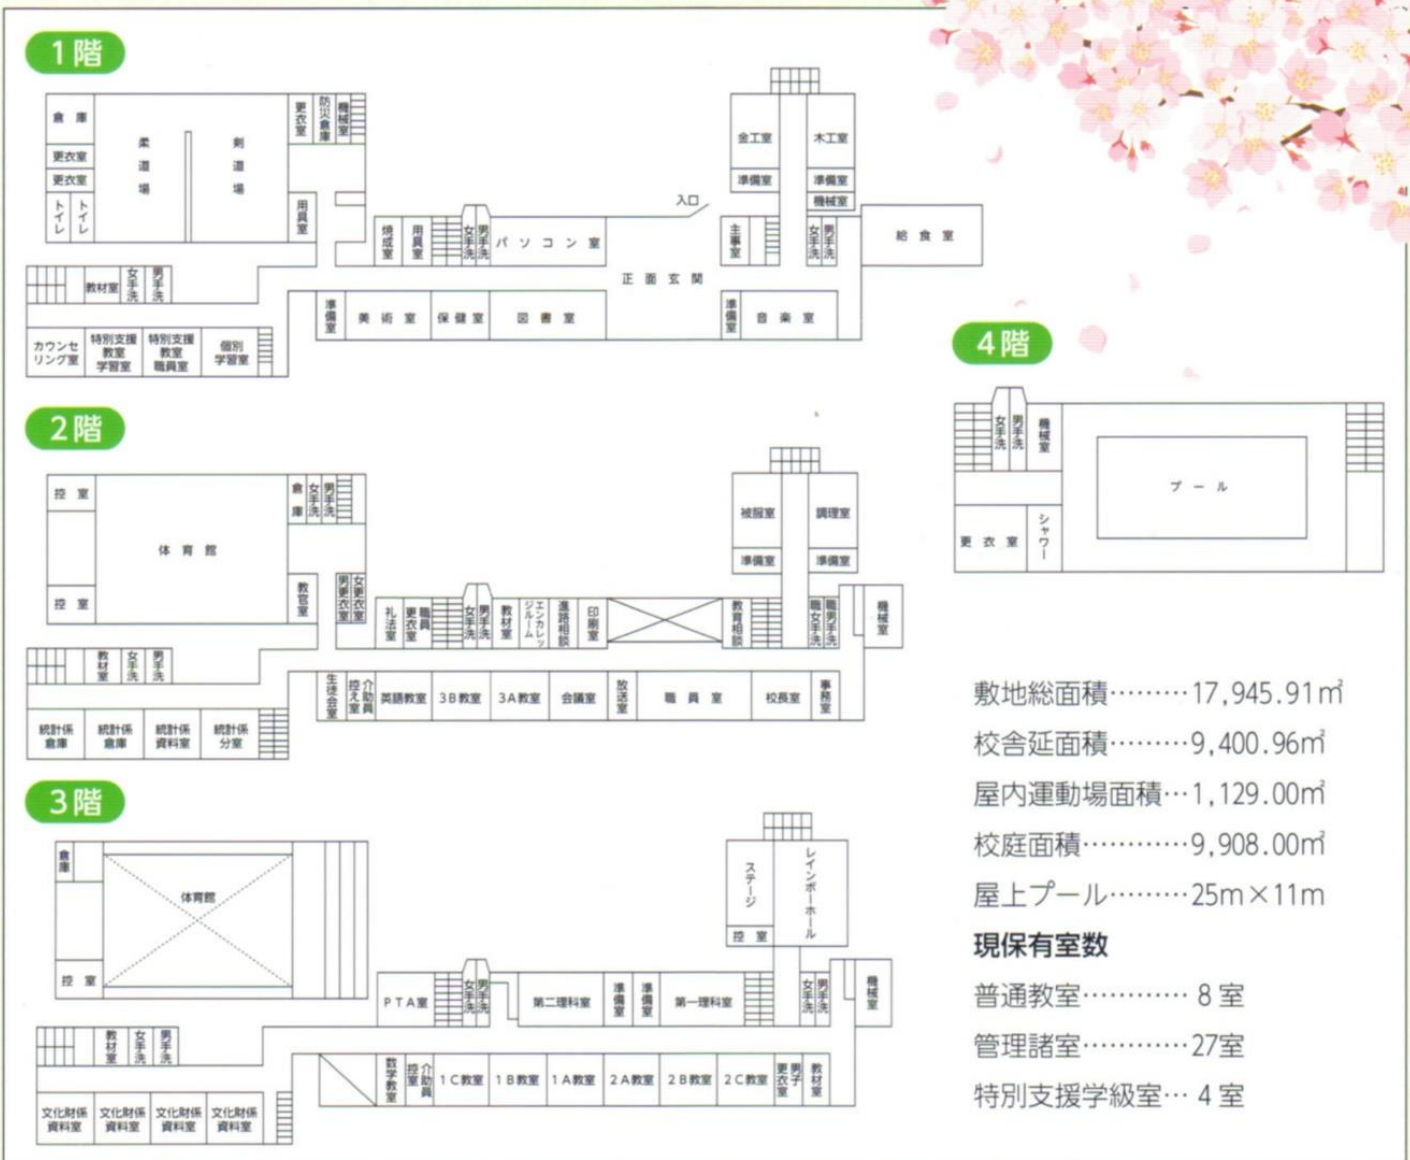 1階
倉庫
更衣室
更衣室
トイレ
トイレ
柔道場
剣道場
更衣室
防災倉庫
機械室
用具室
焼成室
用具室
女手洗
男手洗
パソコン室
入口
正面玄関
金工室
準備室
木工室
準備室
機械室
主事室
女手洗
男手洗
給食室
教材室
女手洗
男手洗
カウンセリング室
特別支援教室学習室
特別支援教室職員室
個別学習室
準備室
美術室
保健室
図書室
準備室
音楽室
2階
控室
控室
体育館
倉庫
女手洗
男手洗
教官室
男更衣室
女更衣室
礼法室
職員更衣室
女手洗
男手洗
教材室
エンカレッジルーム
進路相談
印刷室
教育相談
被服室
準備室
調理室
準備室
職女手洗
職男手洗
機械室
教材室
女手洗
男手洗
統計係倉庫
統計係倉庫
統計係資料室
統計係分室
生徒会室
介助員控え室
英語教室
3B教室
3A教室
会議室
放送室
職員室
校長室
事務室
3階
倉庫
控室
体育館
PTA室
女手洗
男手洗
第二理科室
準備室
準備室
第一理科室
ステージ
控室
レインボーホール
女手洗
男手洗
機械室
教材室
女手洗
男手洗
文化財係資料室
文化財係資料室
文化財係資料室
文化財係資料室
数学教室
介助員控室
1C教室
1B教室
1A教室
2A教室
2B教室
2C教室
男子更衣室
教材室
4階
女手洗
男手洗
機械室
更衣室
シャワー
プール
敷地総面積………17,945.91㎡
校舎延面積………9,400.96㎡
屋内運動場面積…1,129.00㎡
校庭面積…………9,908.00㎡
屋上プール………25m×11m
現保有室数
普通教室………… 8室
管理諸室…………27室
特別支援学級室… 4室